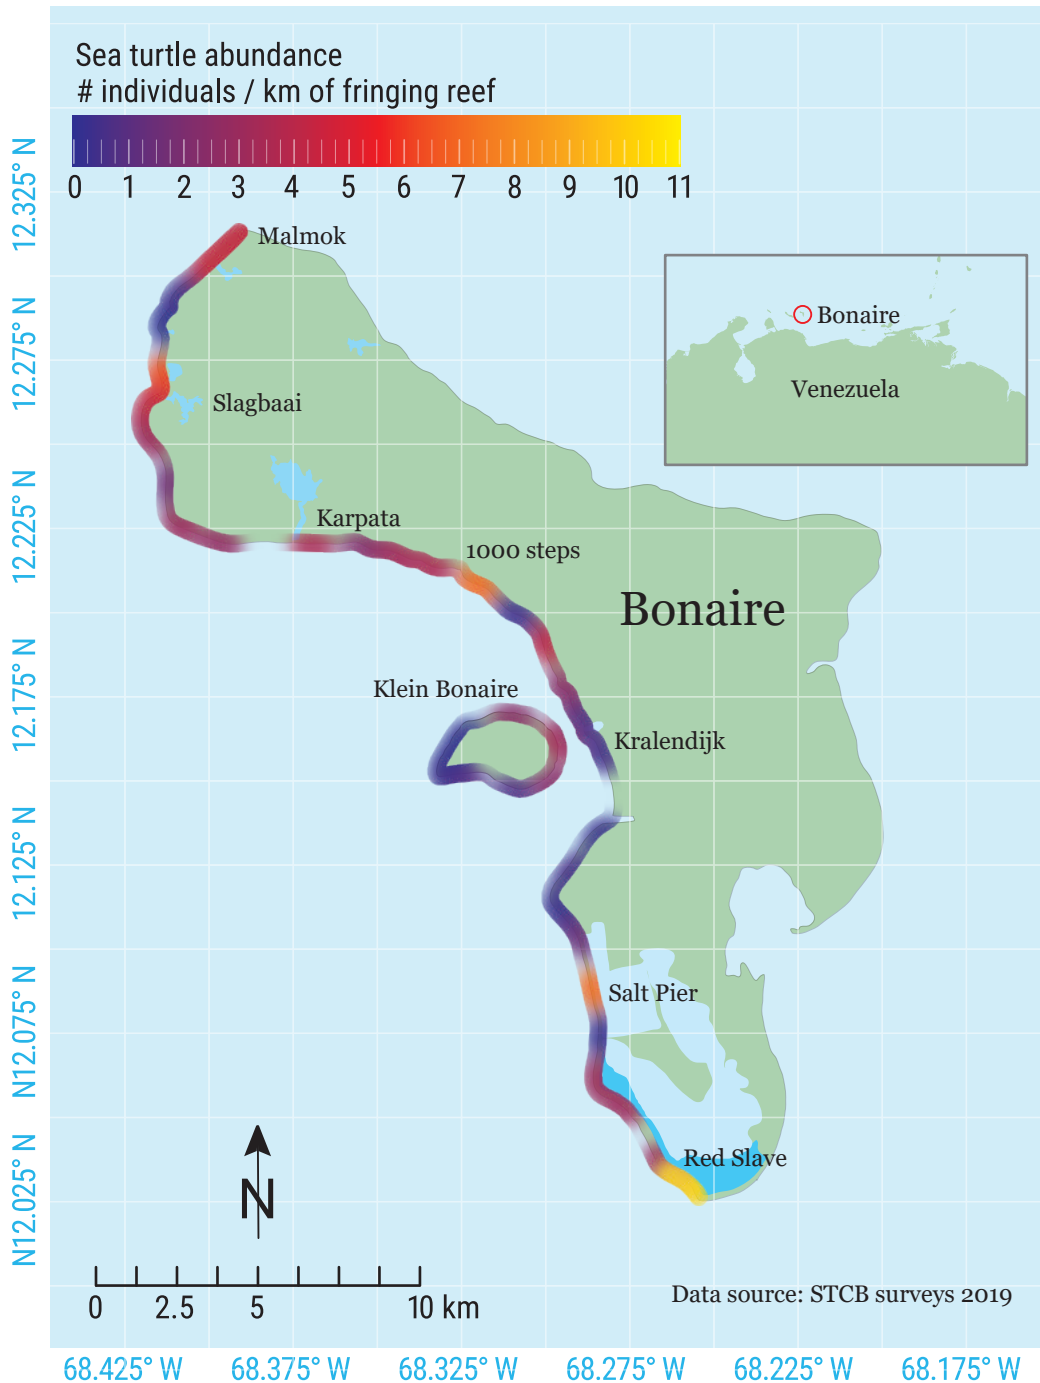 Sea turtle abundance
# individuals / km of fringing reef
0 1 2 3 4 5 6 7 8 9 10 11
12.325° N
12.275° N
12.225° N
12.175° N
12.125° N
N12.075° N
N12.025° N
Malmok
Bonaire
Venezuela
Slagbaai
Karpata
1000 steps
Bonaire
Klein Bonaire
Kralendijk
Salt Pier
Red Slave
N
0 2.5 5 10 km
Data source: STCB surveys 2019
68.425° W 68.375° W 68.325° W 68.275° W 68.225° W 68.175° W